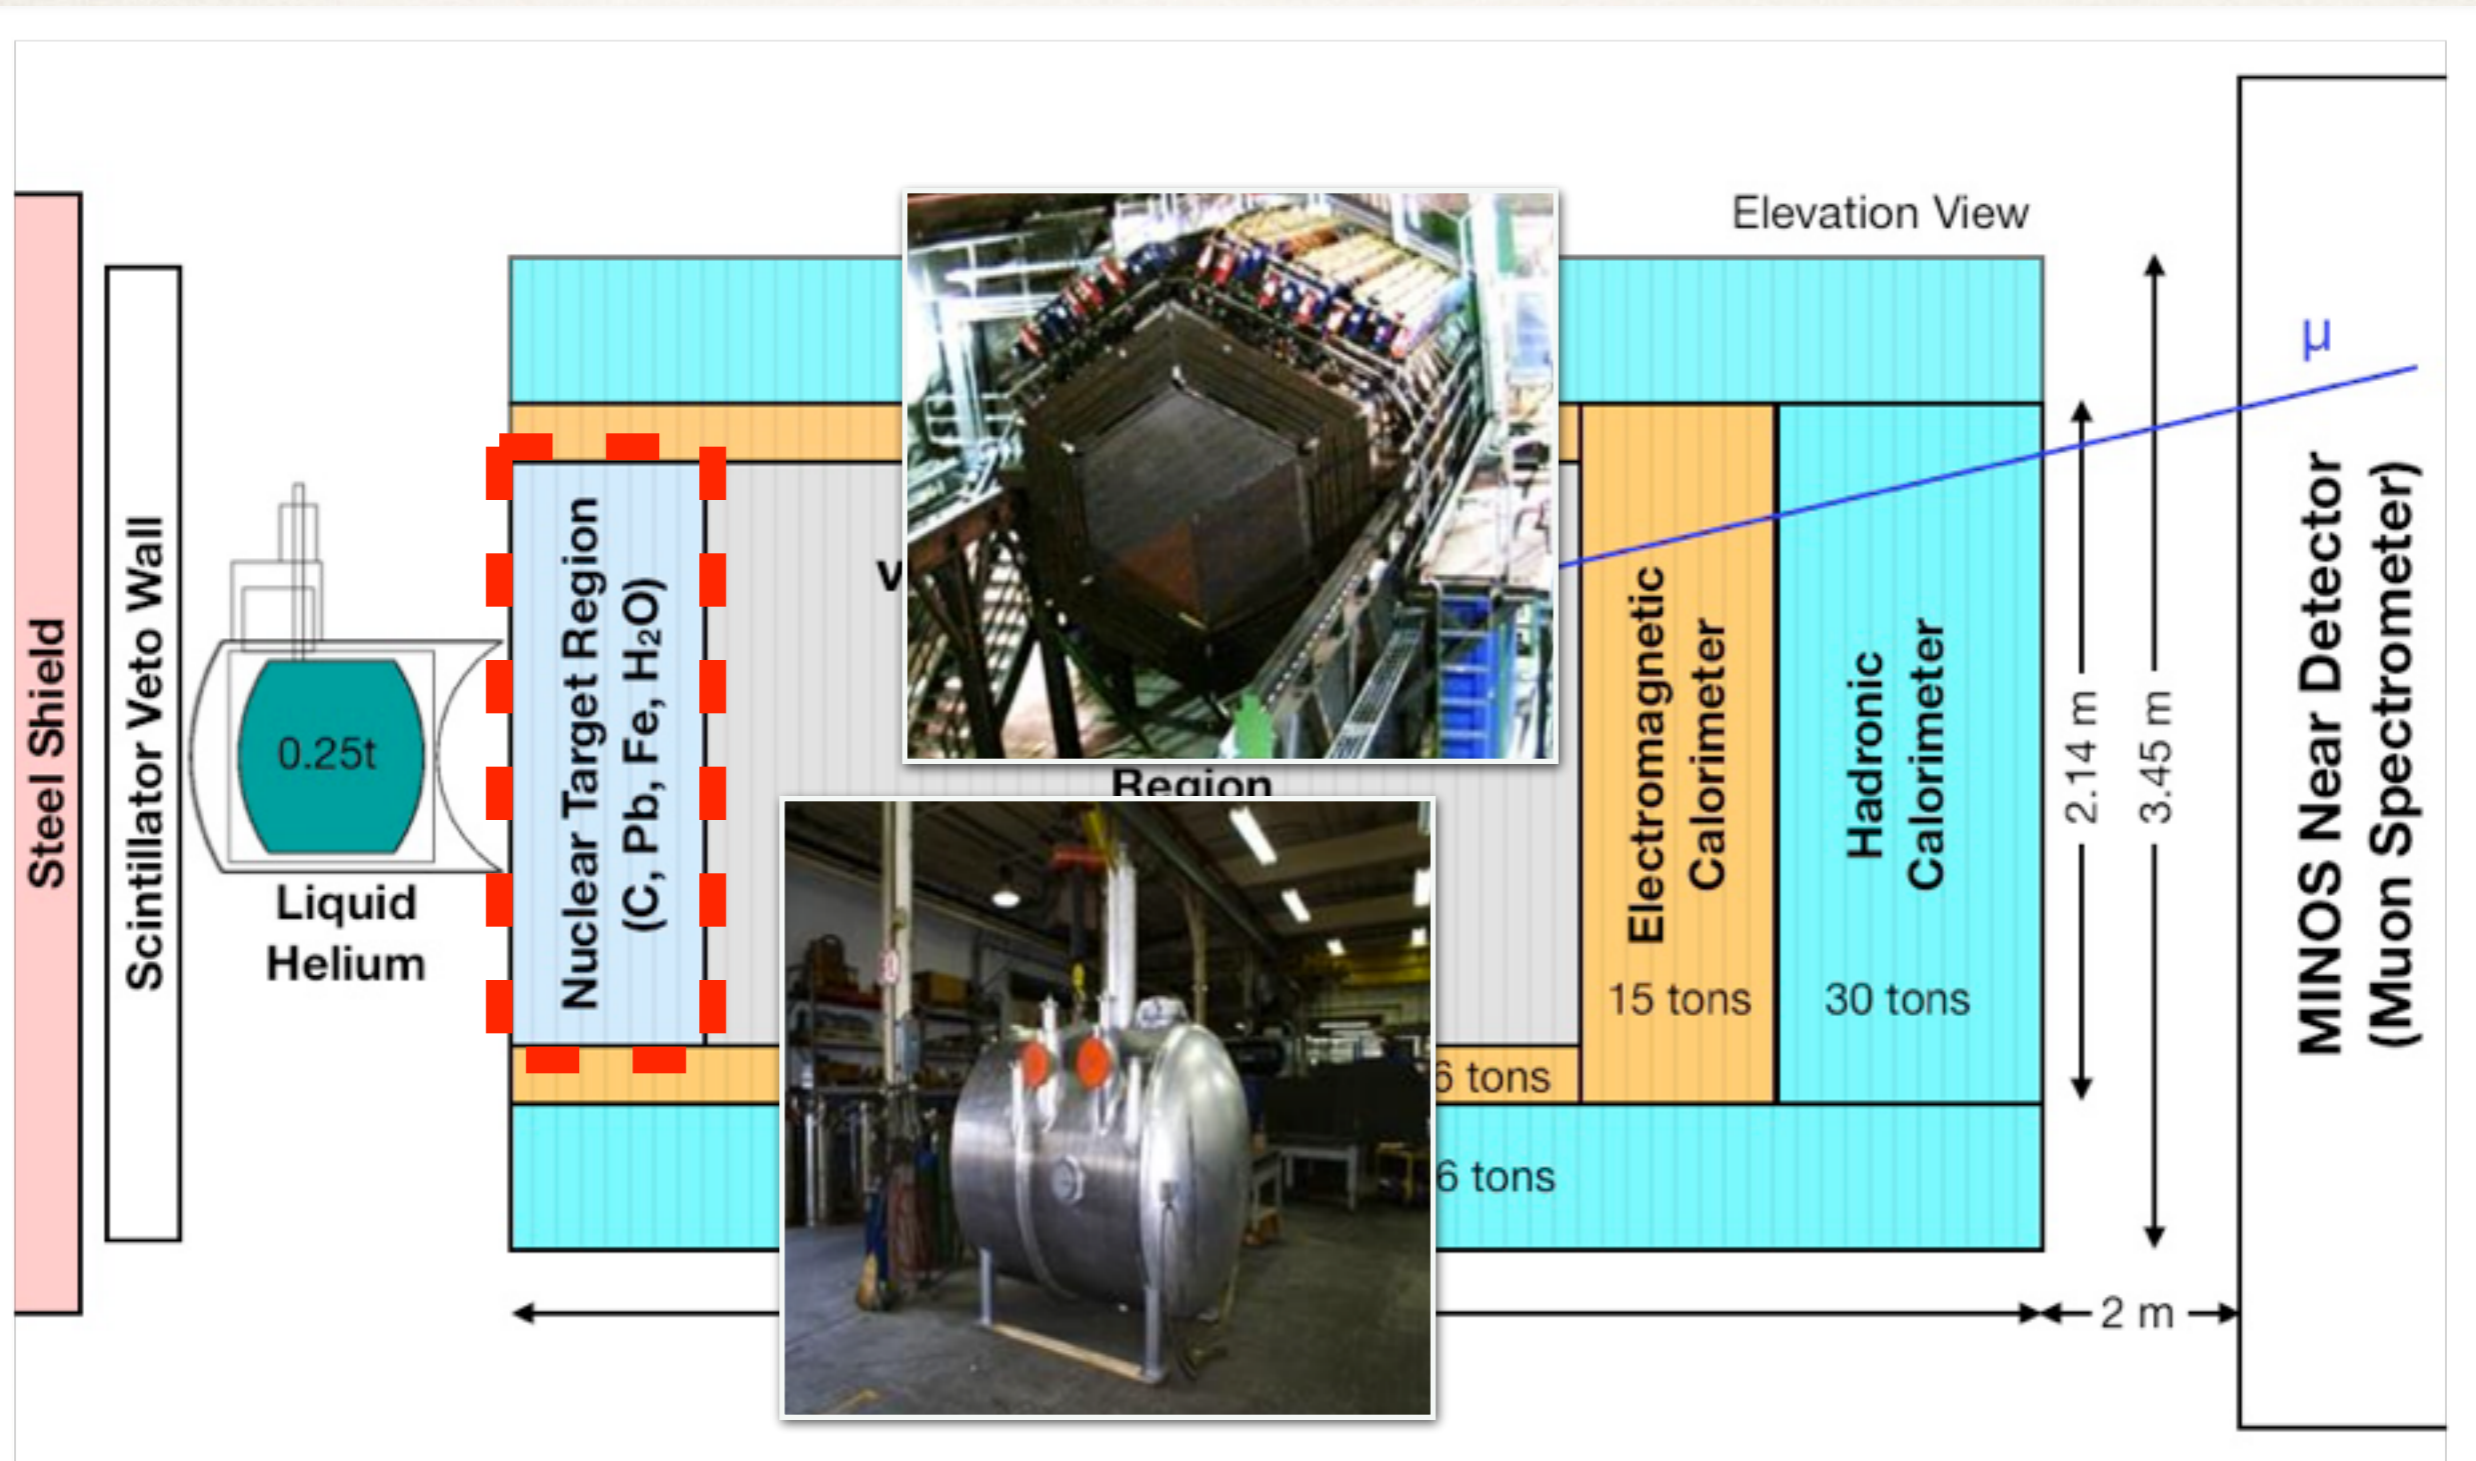 Elevation View
Steel Shield
Scintillator Veto Wall
0.25t
Liquid
Helium
Nuclear Target Region
(C, Pb, Fe, H₂O)
Region
6 tons
6 tons
Electromagnetic
Calorimeter
15 tons
Hadronic
Calorimeter
30 tons
2.14 m
3.45 m
2 m
μ
MINOS Near Detector
(Muon Spectrometer)